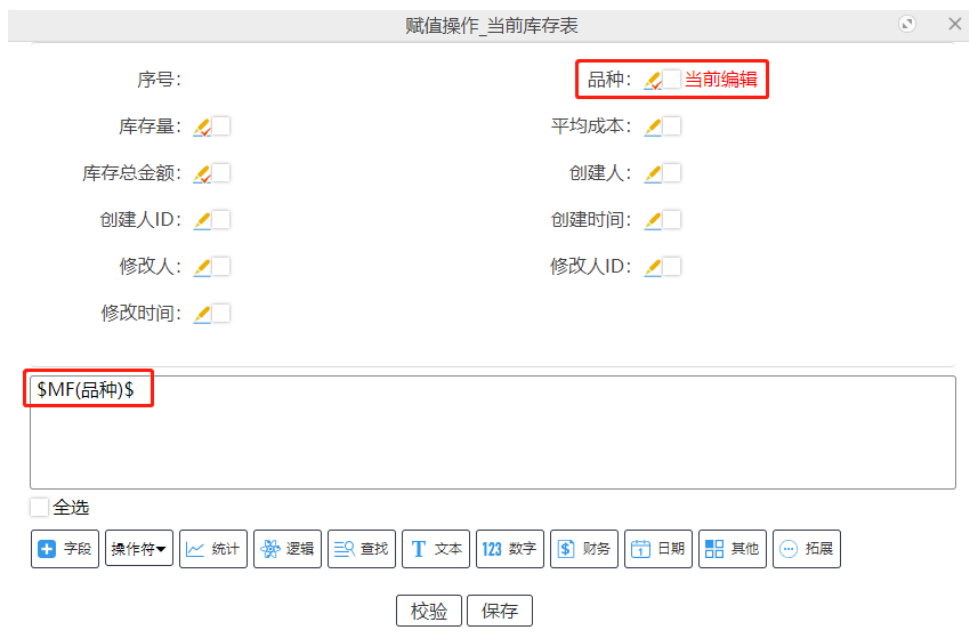 赋值操作_当前库存表
序号:
品种: 当前编辑
库存量:
平均成本:
库存总金额:
创建人:
创建人ID:
创建时间:
修改人:
修改人ID:
修改时间:
$MF(品种)$
全选
字段 操作符 统计 逻辑 查找 T 文本 123 数字 $ 财务 1 日期 其他 拓展
校验 保存